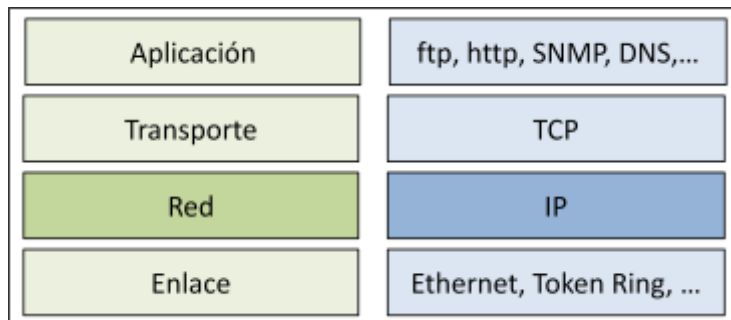 Aplicación
ftp, http, SNMP, DNS,...
Transporte
TCP
Red
IP
Enlace
Ethernet, Token Ring, ...